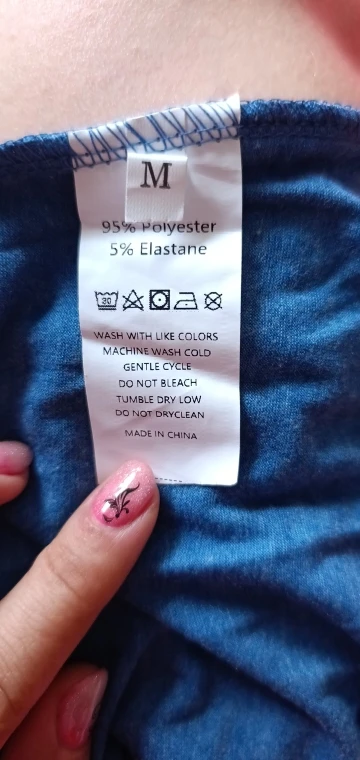 M
95% Polyester
5% Elastane
30
WASH WITH LIKE COLORS
MACHINE WASH COLD
GENTLE CYCLE
DO NOT BLEACH
TUMBLE DRY LOW
DO NOT DRYCLEAN
MADE IN CHINA